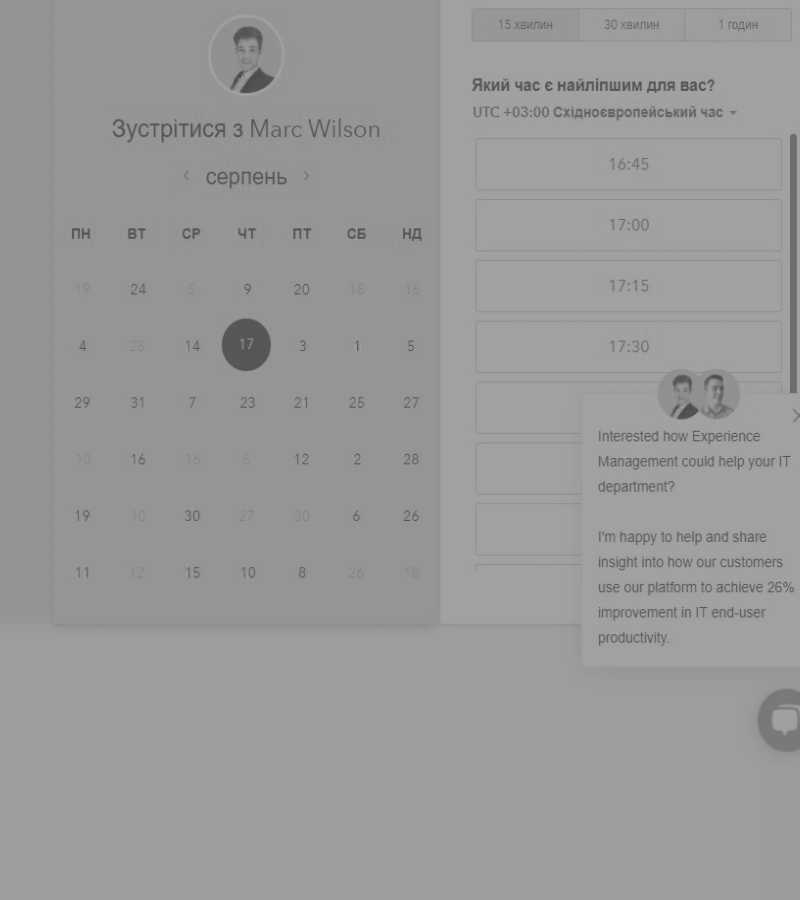 Зустрітися з Marc Wilson
серпень
ПН ВТ СР ЧТ ПТ СБ НД
19 24 5 9 20 18 16
4 28 14 17 3 1 5
29 31 7 23 21 25 27
10 16 16 5 12 2 28
19 10 30 27 30 6 26
11 12 15 10 8 26 18
15 хвилин 30 хвилин 1 годин
Який час є найліпшим для вас?
UTC +03:00 Східноєвропейський час
16:45
17:00
17:15
17:30
Interested how Experience
Management could help your IT
department?
I'm happy to help and share
insight into how our customers
use our platform to achieve 26%
improvement in IT end-user
productivity.